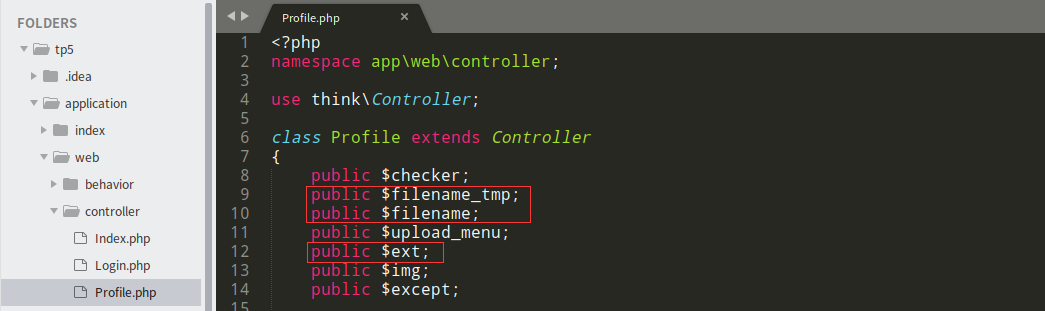 FOLDERS
tp5
.idea
application
index
web
behavior
controller
Index.php
Login.php
Profile.php
Profile.php ×
1 <?php
2 namespace app\web\controller;
3
4 use think\Controller;
5
6 class Profile extends Controller
7 {
8 public $checker;
9 public $filename_tmp;
10 public $filename;
11 public $upload_menu;
12 public $ext;
13 public $img;
14 public $except;
15